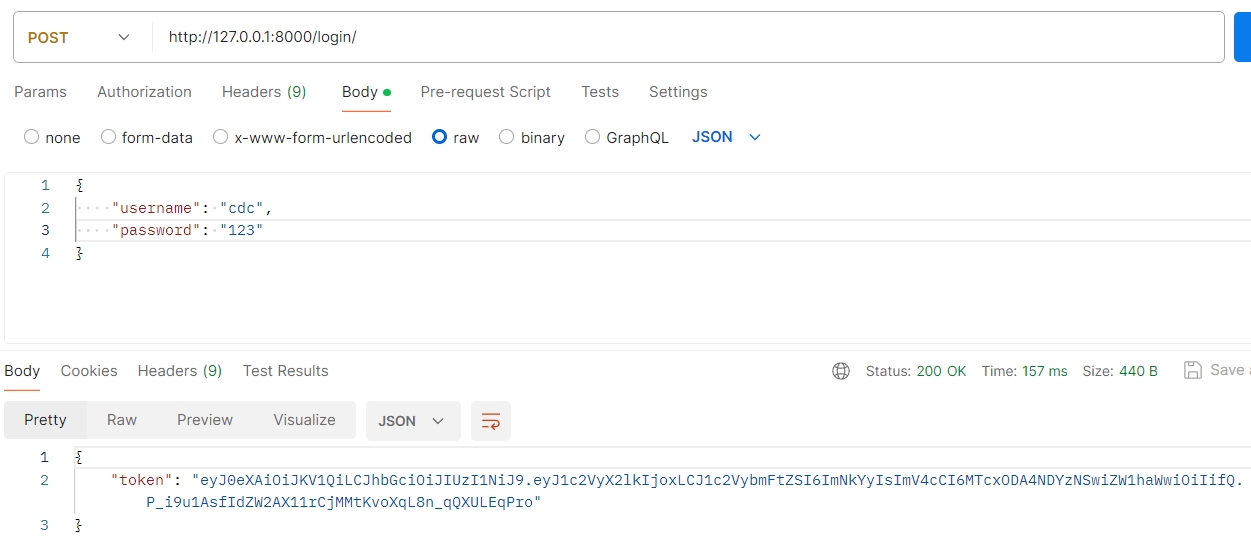 POST http://127.0.0.1:8000/login/
Params Authorization Headers (9) Body Pre-request Script Tests Settings
none form-data x-www-form-urlencoded raw binary GraphQL JSON
1 {
2 "username": "cdc",
3 "password": "123"
4 }
Body Cookies Headers (9) Test Results Status: 200 OK Time: 157 ms Size: 440 B Save a
Pretty Raw Preview Visualize JSON
1 {
2 "token": "eyJ0eXAiOiJKV1QiLCJhbGciOiJIUzI1NiJ9.eyJ1c2VyX2lkIjoxLCJ1c2VybmFtZSI6ImNkYyIsImV4cCI6MTcxODA4NDYzNSwiZW1haWwiOiIifQ.
P_i9u1AsfIdZW2AX11rCjMMtKvoXqL8n_qQXULEqPro"
3 }